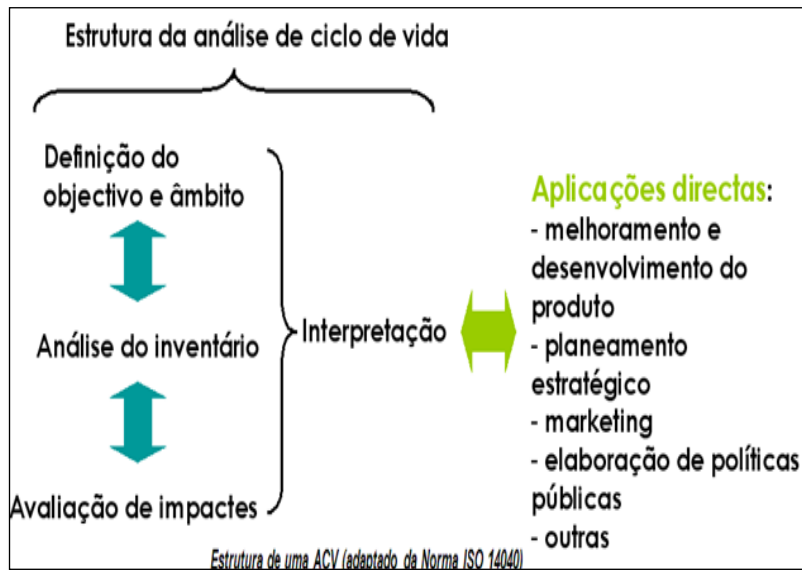 Estrutura da análise de ciclo de vida
Definição do
objectivo e âmbito
Análise do inventário
Avaliação de impactes
Interpretação
Aplicações directas:
- melhoramento e
desenvolvimento do
produto
- planeamento
estratégico
- marketing
- elaboração de políticas
públicas
- outras
Estrutura de uma ACV (adaptado da Norma ISO 14040)